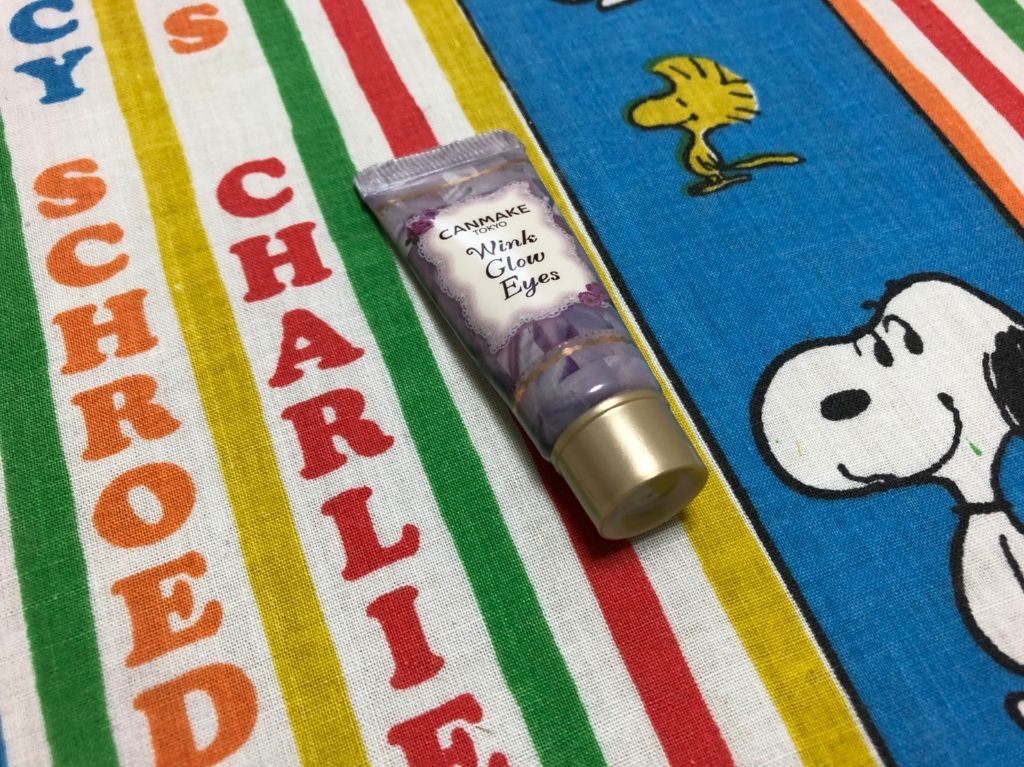 CY
S
SCHROED
CHARLIE
CANMAKE
TOKYO
Wink
Glow
Eyes